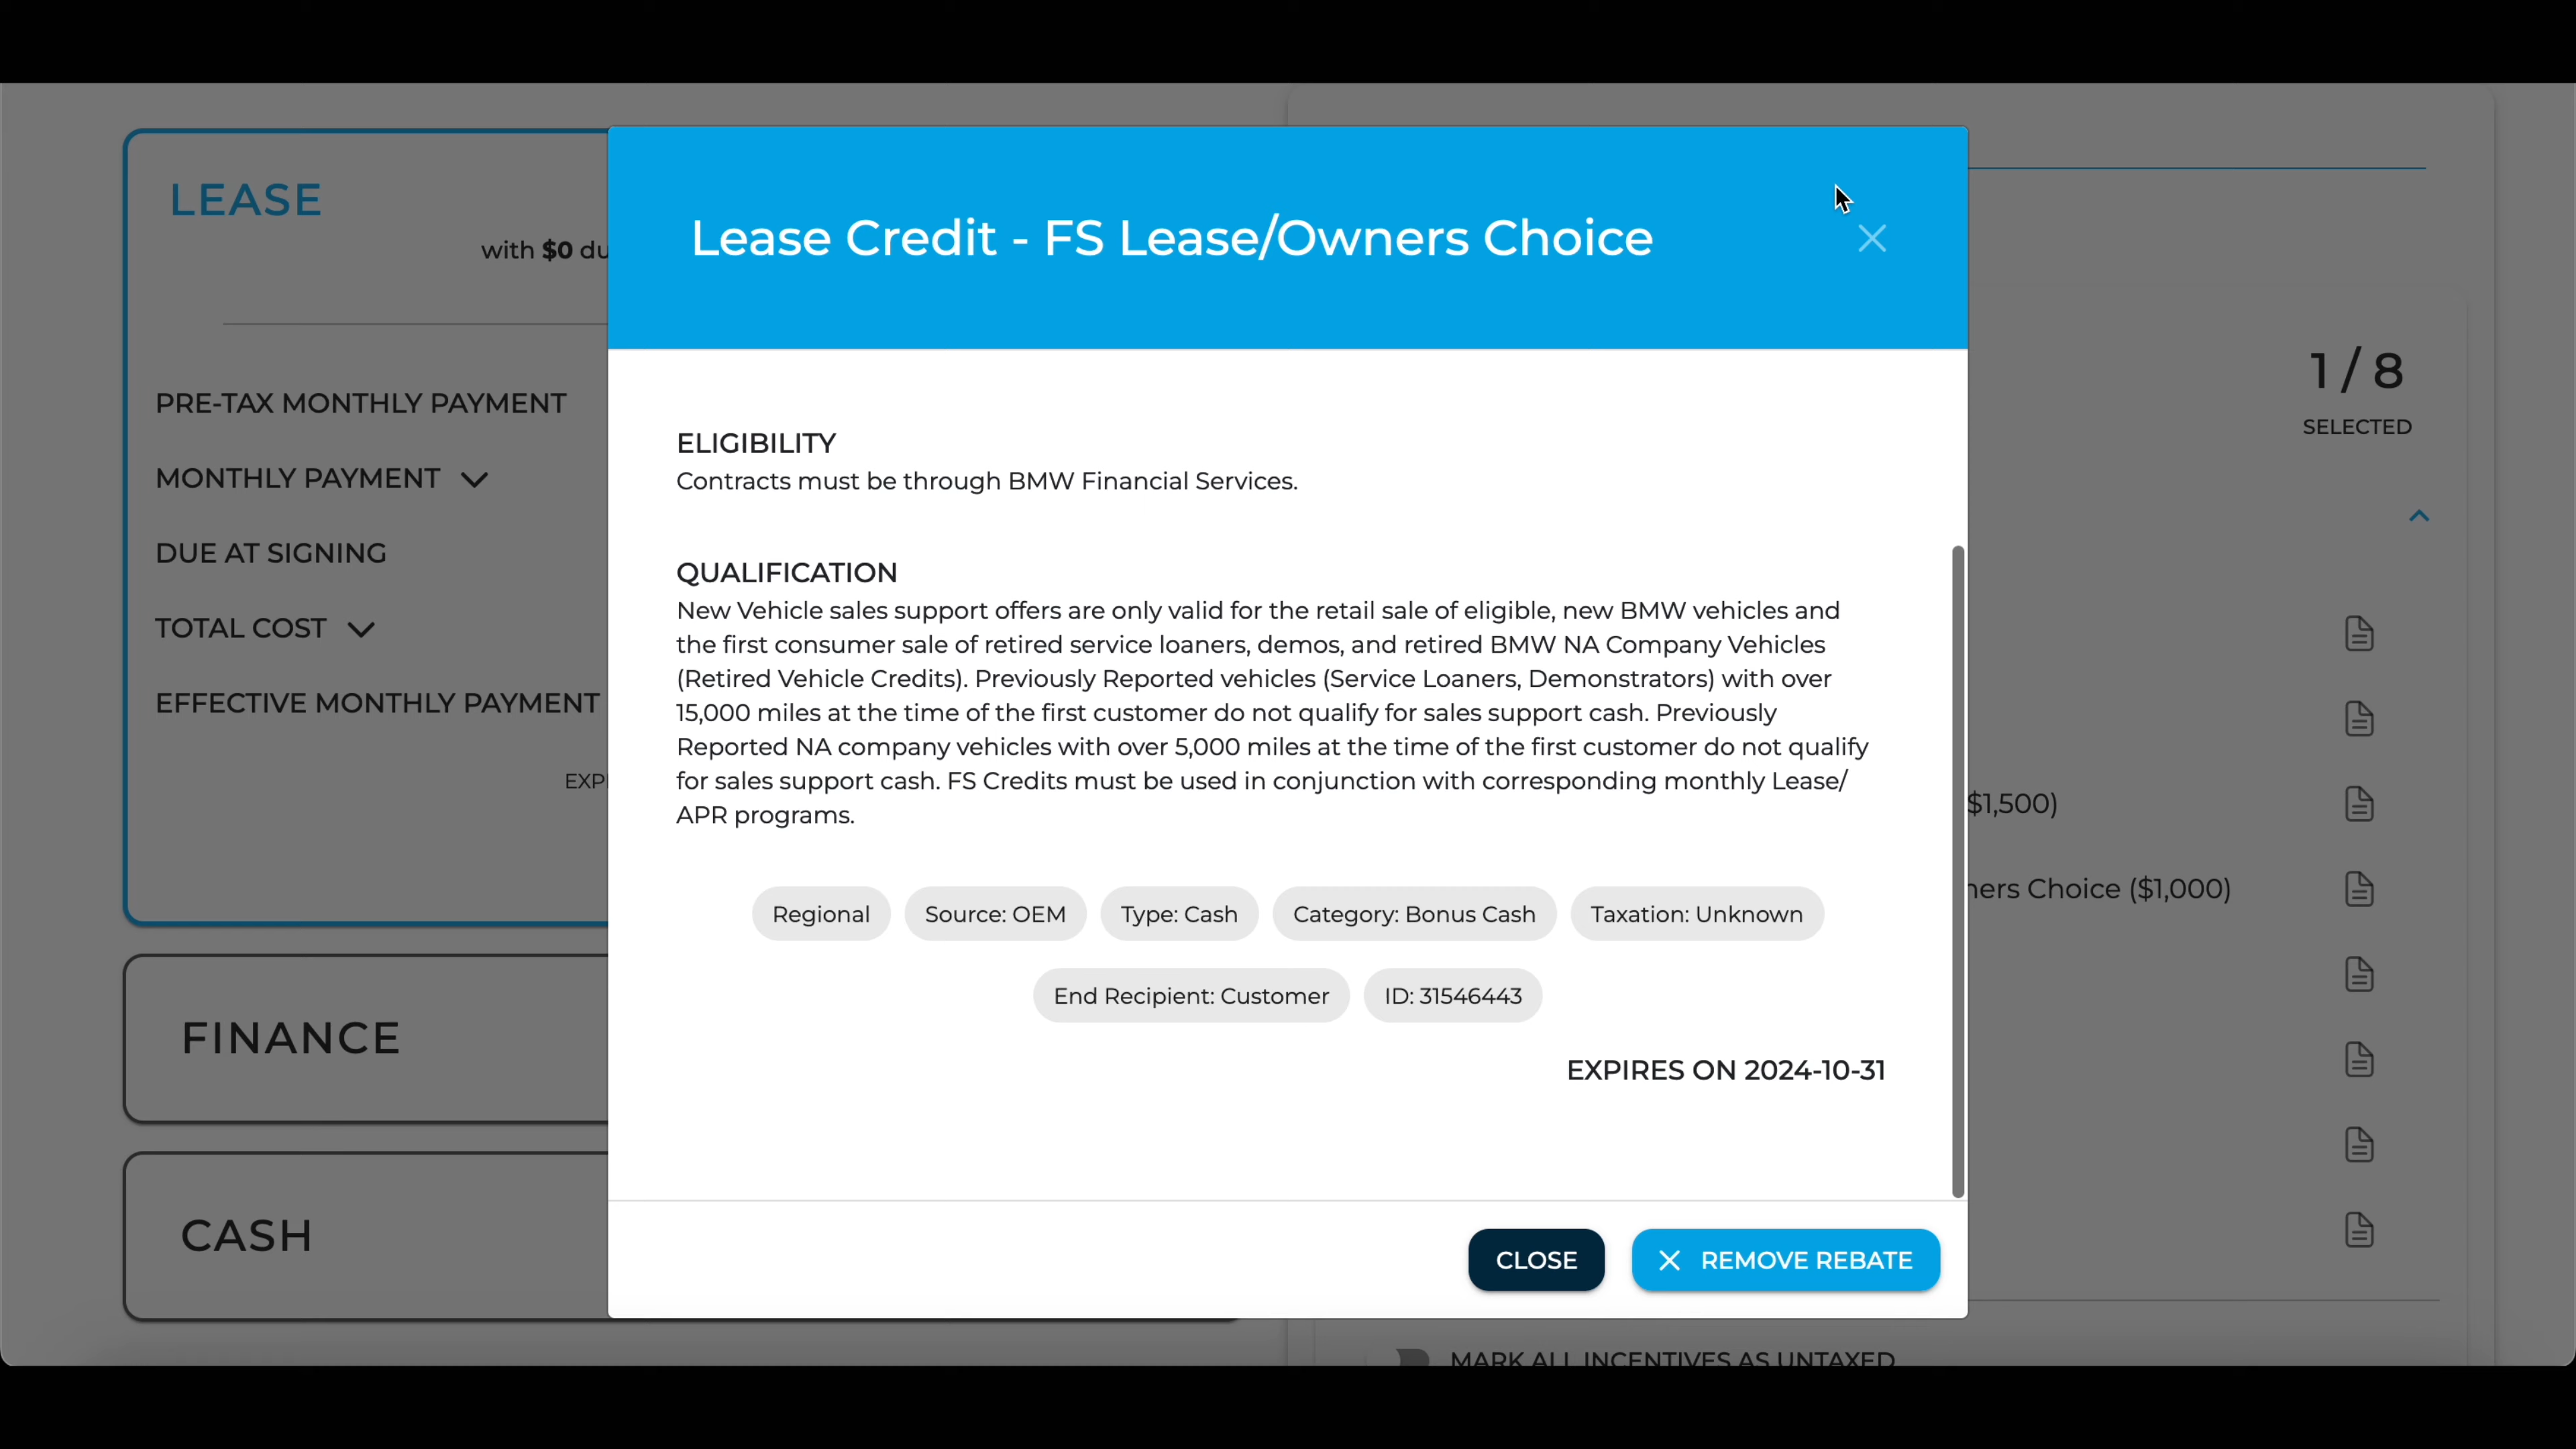 LEASE
with $0 du
PRE-TAX MONTHLY PAYMENT
MONTHLY PAYMENT
DUE AT SIGNING
TOTAL COST
EFFECTIVE MONTHLY PAYMENT
EXPI
FINANCE
CASH
Lease Credit - FS Lease/Owners Choice
ELIGIBILITY
Contracts must be through BMW Financial Services.
QUALIFICATION
New Vehicle sales support offers are only valid for the retail sale of eligible, new BMW vehicles and
the first consumer sale of retired service loaners, demos, and retired BMW NA Company Vehicles
(Retired Vehicle Credits). Previously Reported vehicles (Service Loaners, Demonstrators) with over
15,000 miles at the time of the first customer do not qualify for sales support cash. Previously
Reported NA company vehicles with over 5,000 miles at the time of the first customer do not qualify
for sales support cash. FS Credits must be used in conjunction with corresponding monthly Lease/
APR programs.
Regional Source: OEM Type: Cash Category: Bonus Cash Taxation: Unknown
End Recipient: Customer ID: 31546443
EXPIRES ON 2024-10-31
CLOSE REMOVE REBATE
1 / 8
SELECTED
$1,500)
ners Choice ($1,000)
MARK ALL INCENTIVES AS UNTAXED